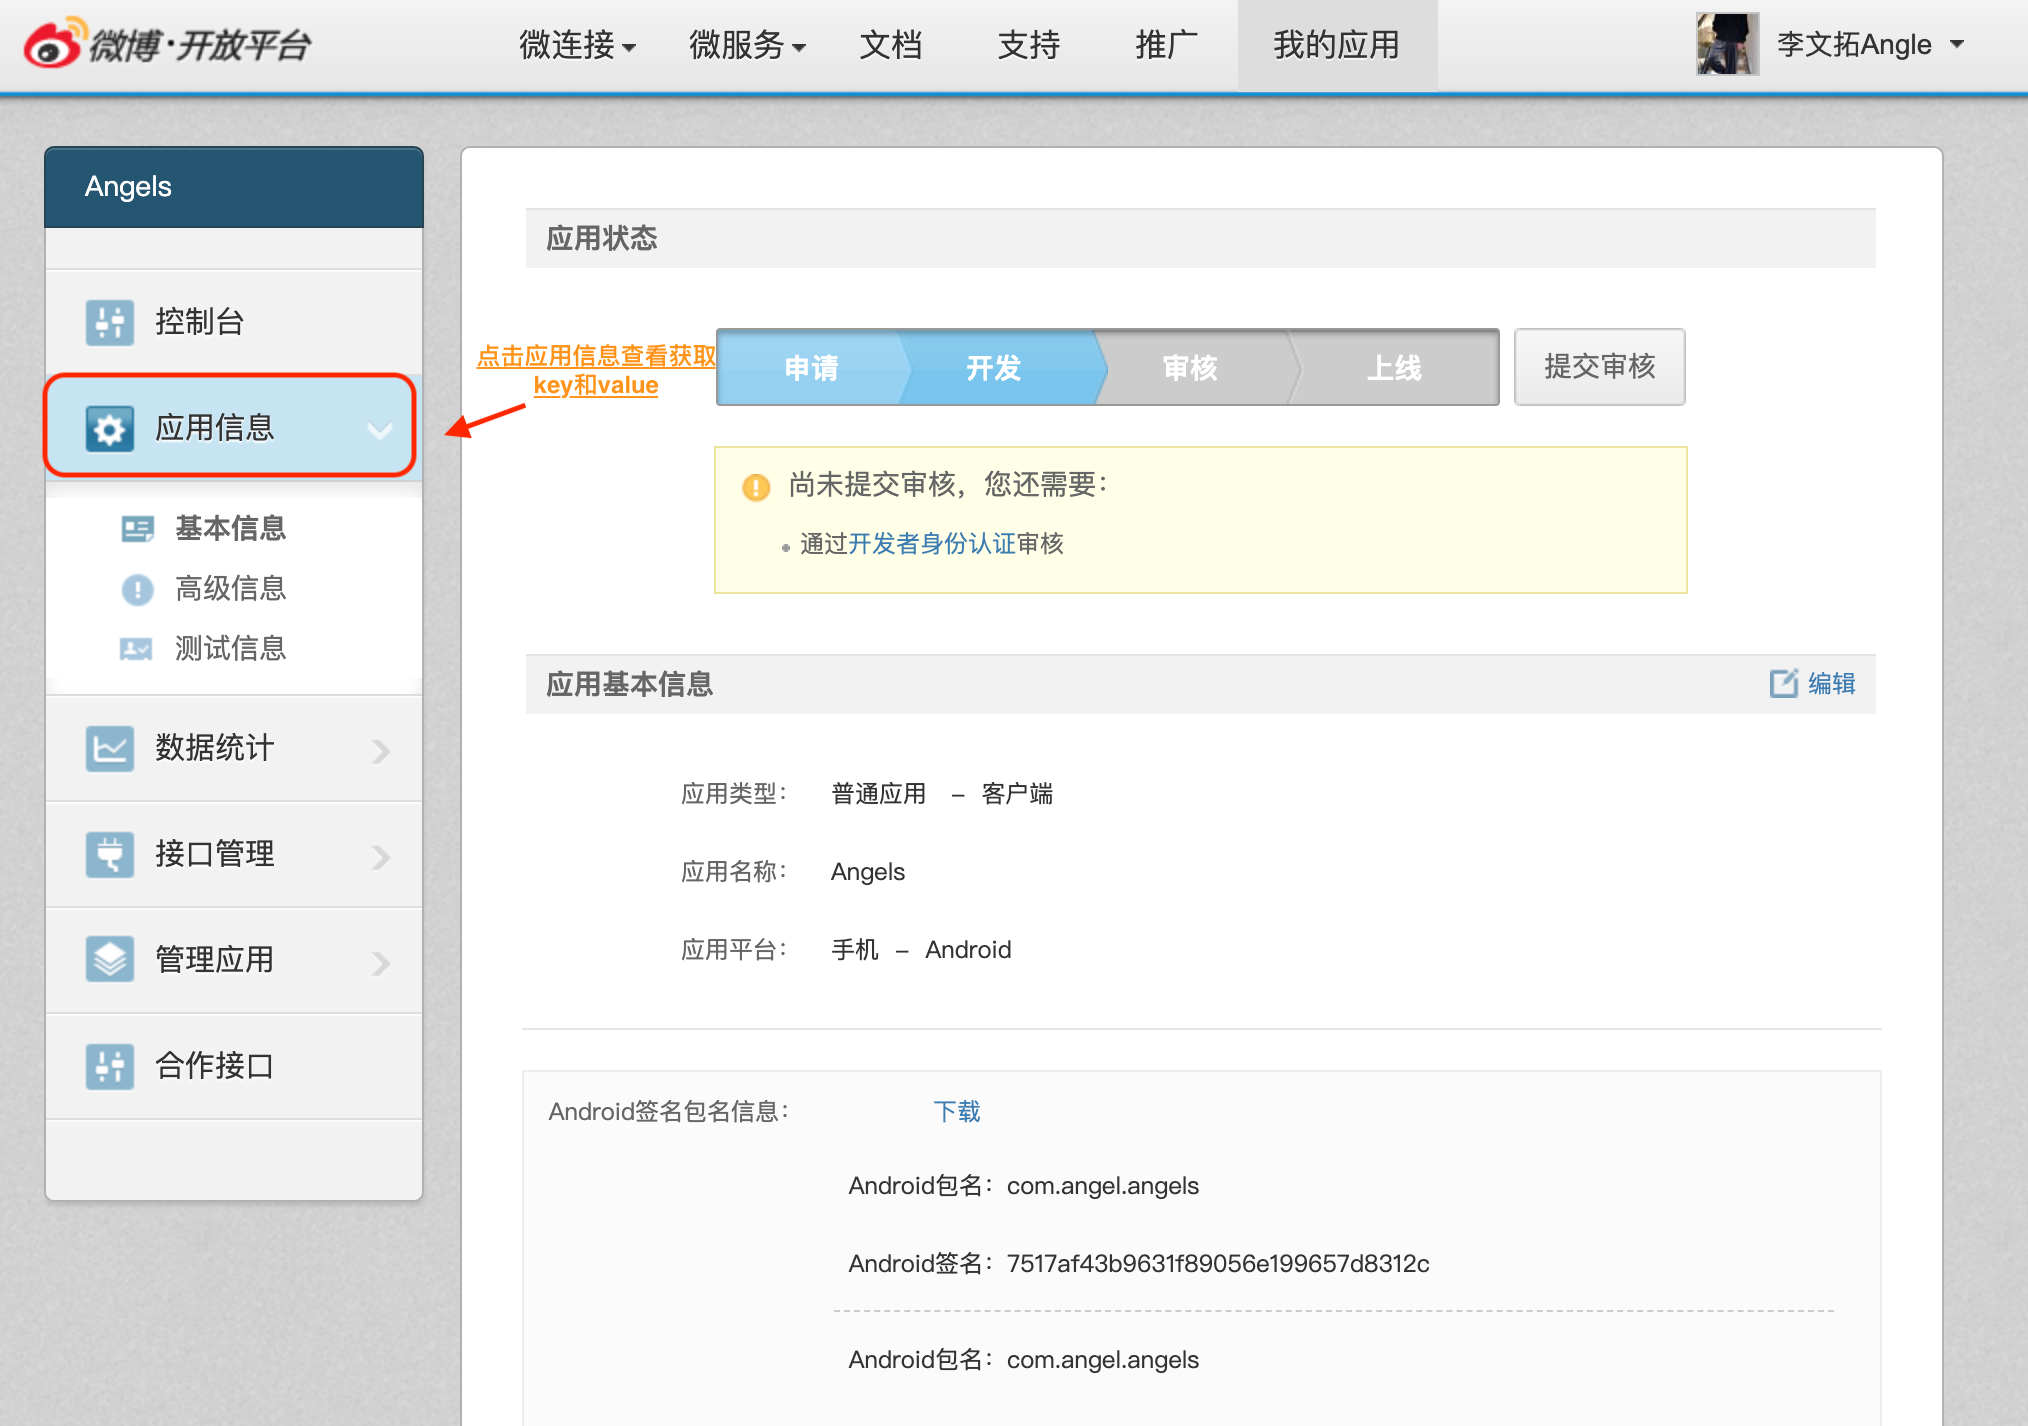 微博·开放平台
微连接 微服务 文档 支持 推广 我的应用 李文拓Angle
Angels
控制台
应用信息
基本信息
高级信息
测试信息
数据统计
接口管理
管理应用
合作接口
点击应用信息查看获取
key和value
应用状态
申请 开发 审核 上线 提交审核
尚未提交审核，您还需要：
通过开发者身份认证审核
应用基本信息 编辑
应用类型： 普通应用 – 客户端
应用名称： Angels
应用平台： 手机 – Android
Android签名包名信息： 下载
Android包名：com.angel.angels
Android签名：7517af43b9631f89056e199657d8312c
Android包名：com.angel.angels